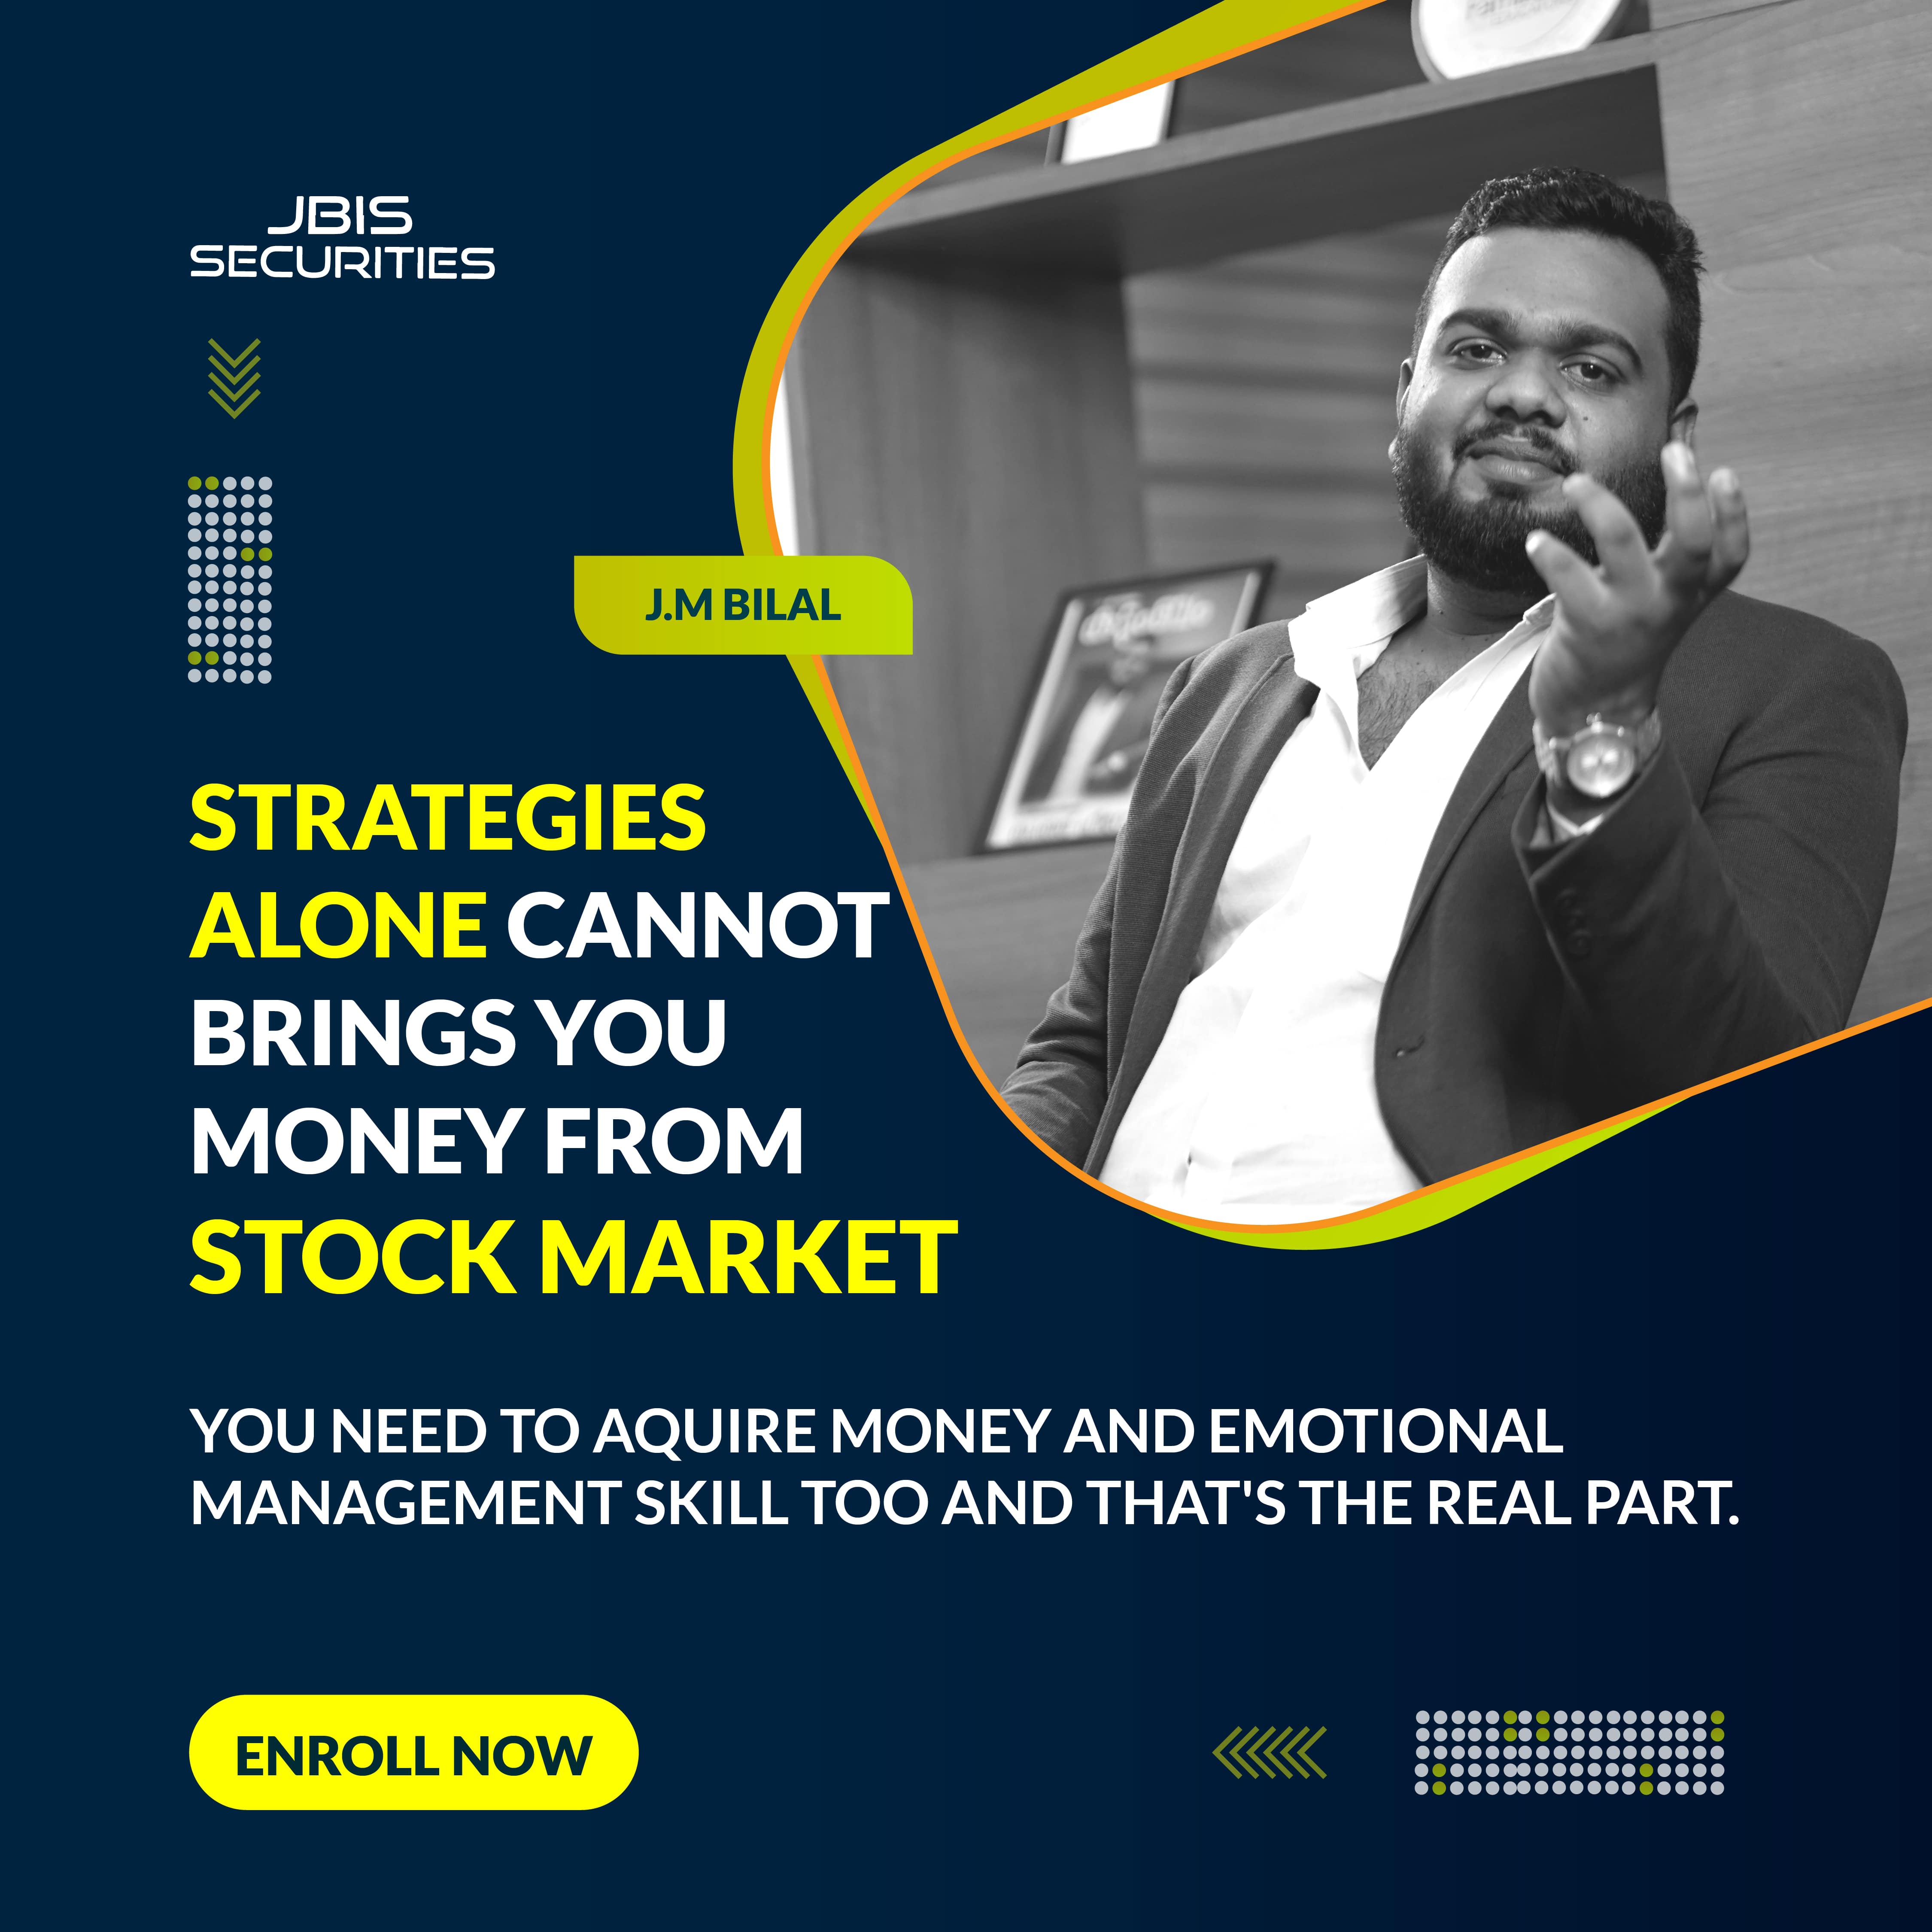 JBIS
SECURITIES
J.M BILAL
STRATEGIES
ALONE CANNOT
BRINGS YOU
MONEY FROM
STOCK MARKET
YOU NEED TO AQUIRE MONEY AND EMOTIONAL
MANAGEMENT SKILL TOO AND THAT'S THE REAL PART.
ENROLL NOW